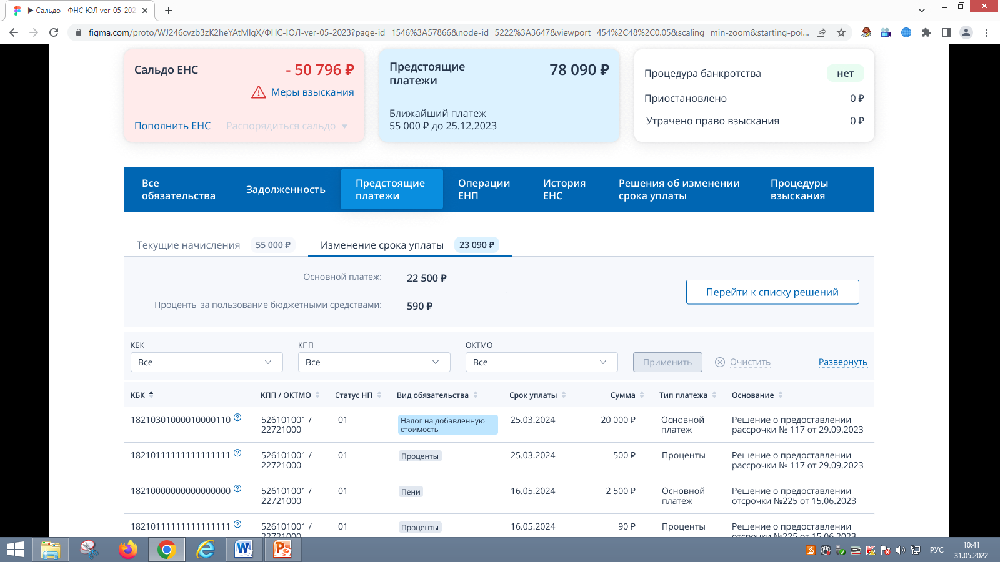 Сальдо - ФНС ЮЛ ver-05-202
figma.com/proto/WJ246cvzb3zK2heYAtMIgX/ФНС-ЮЛ-ver-05-2023?page-id=1546%3A57866&node-id=5222%3A3647&viewport=454%2C48%2C0.05&scaling=min-zoom&starting-poi...
Сальдо ЕНС
- 50 796 ₽
Меры взыскания
Пополнить ЕНС
Распорядиться сальдо
Предстоящие
платежи
78 090 ₽
Ближайший платеж
55 000 ₽ до 25.12.2023
Процедура банкротства
нет
Приостановлено
0 ₽
Утрачено право взыскания
0 ₽
Все
обязательства
Задолженность
Предстоящие
платежи
Операции
ЕНП
История
ЕНС
Решения об изменении
срока уплаты
Процедуры
взыскания
Текущие начисления 55 000 ₽
Изменение срока уплаты 23 090 ₽
Основной платеж: 22 500 ₽
Проценты за пользование бюджетными средствами: 590 ₽
Перейти к списку решений
КБК КПП ОКТМО
Все Все Все Применить Очистить Развернуть
КБК КПП / ОКТМО Статус НП Вид обязательства Срок уплаты Сумма Тип платежа Основание
18210301000010000110 526101001 / 01 Налог на добавленную 25.03.2024 20 000 ₽ Основной Решение о предоставлении
22721000 стоимость платеж рассрочки № 117 от 29.09.2023
18210111111111111111 526101001 / 01 Проценты 25.03.2024 500 ₽ Проценты Решение о предоставлении
22721000 рассрочки № 117 от 29.09.2023
18210000000000000000 526101001 / 01 Пени 16.05.2024 2 500 ₽ Основной Решение о предоставлении
22721000 платеж отсрочки №225 от 15.06.2023
18210111111111111111 526101001 / 01 Проценты 16.05.2024 90 ₽ Проценты Решение о предоставлении
22721000 отсрочки №225 от 15.06.2023
РУС
10:41
31.05.2022